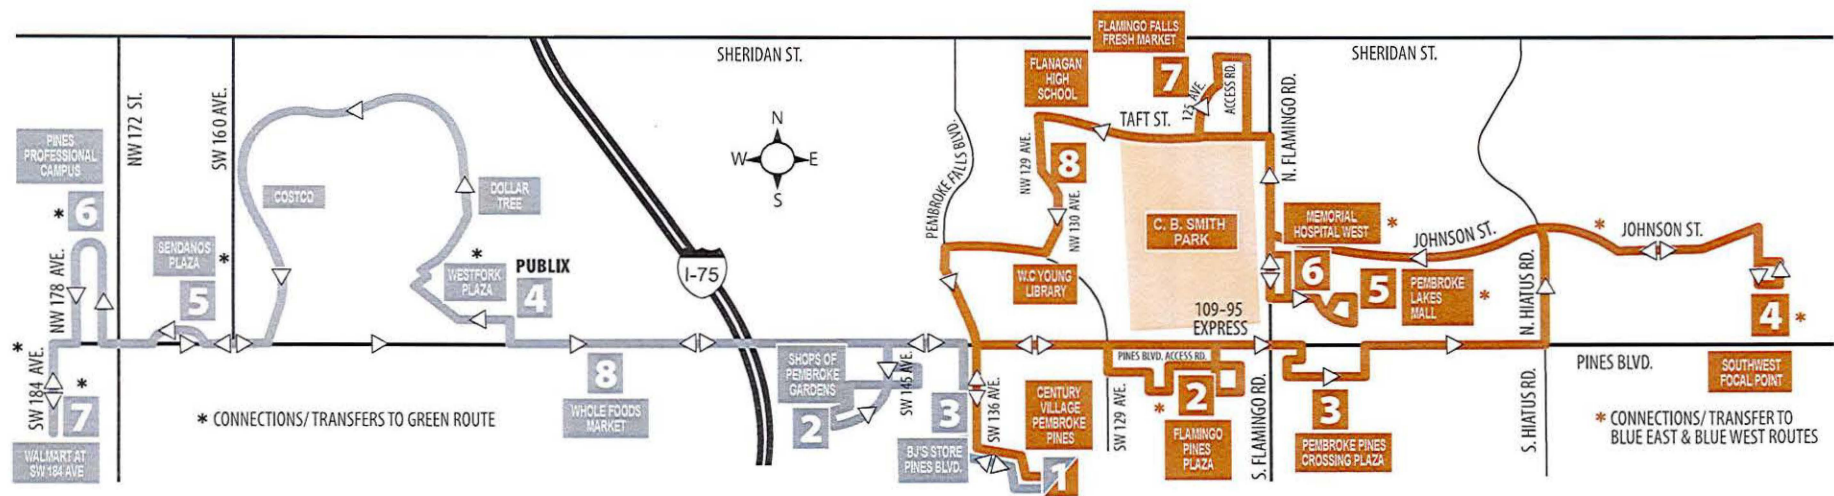 SHERIDAN ST.
SHERIDAN ST.
FLAMINGO FALLS
FRESH MARKET
7
FLANAGAN
HIGH
SCHOOL
125 AVE
ACCESS RD.
N. FLAMINGO RD.
TAFT ST.
NW 172 ST.
SW 160 AVE.
PINES
PROFESSIONAL
CAMPUS
* 6
NW 178 AVE.
COSTCO
DOLLAR
TREE
SENDANOS
PLAZA
*
5
*
WESTFORK
PLAZA
PUBLIX
4
I-75
N
W E
S
PEMBROKE FALLS BLVD.
NW 129 AVE.
8
NW 130 AVE.
W.C YOUNG
LIBRARY
C. B. SMITH
PARK
109-95
EXPRESS
MEMORIAL
HOSPITAL WEST *
JOHNSON ST.
* JOHNSON ST.
6
5
PEMBROKE
LAKES
MALL
*
N. HIATUS RD.
4 *
SOUTHWEST
FOCAL POINT
PINES BLVD.
*
SW 184 AVE.
*
7
WALMART AT
SW 184 AVE
* CONNECTIONS/ TRANSFERS TO GREEN ROUTE
8
WHOLE FOODS
MARKET
SHOPS OF
PEMBROKE
GARDENS
2
SW 145 AVE.
3
BJ'S STORE
PINES BLVD.
SW 136 AVE.
CENTURY
VILLAGE
PEMBROKE
PINES
1
PINES BLVD. ACCESS RD.
SW 129 AVE.
* 2
FLAMINGO
PINES
PLAZA
S. FLAMINGO RD.
3
PEMBROKE PINES
CROSSING PLAZA
S. HIATUS RD.
* CONNECTIONS/ TRANSFER TO
BLUE EAST & BLUE WEST ROUTES